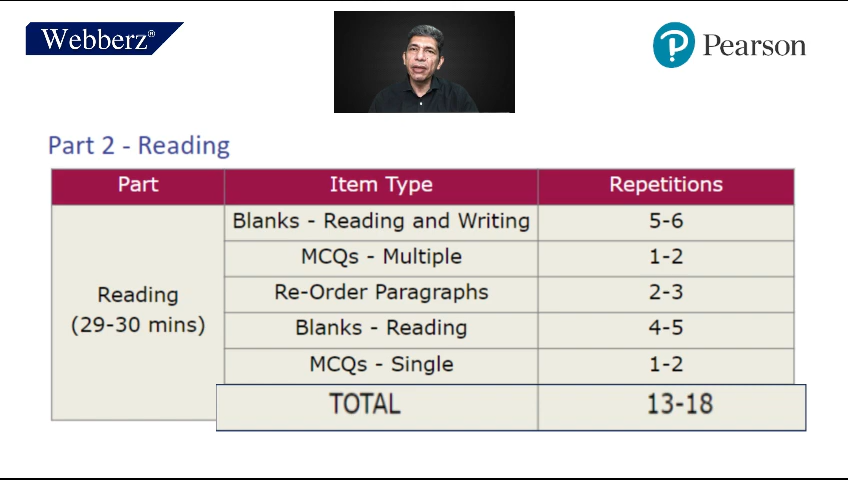 Webberz®
Pearson
Part 2 - Reading
Part Item Type Repetitions
Blanks - Reading and Writing 5-6
MCQs - Multiple 1-2
Reading
(29-30 mins)
Re-Order Paragraphs 2-3
Blanks - Reading 4-5
MCQs - Single 1-2
TOTAL 13-18